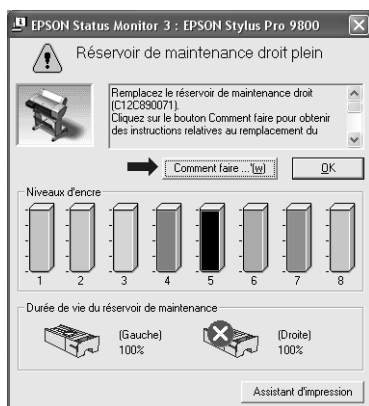 EPSON Status Monitor 3 : EPSON Stylus Pro 9800
Réservoir de maintenance droit plein
Remplacez le réservoir de maintenance droit
(C12C890071).
Cliquez sur le bouton Comment faire pour obtenir
des instructions relatives au remplacement du
Comment faire ...'(w) OK
Niveaux d'encre
1 2 3 4 5 6 7 8
Durée de vie du réservoir de maintenance
(Gauche) (Droite)
100% 100%
Assistant d'impression